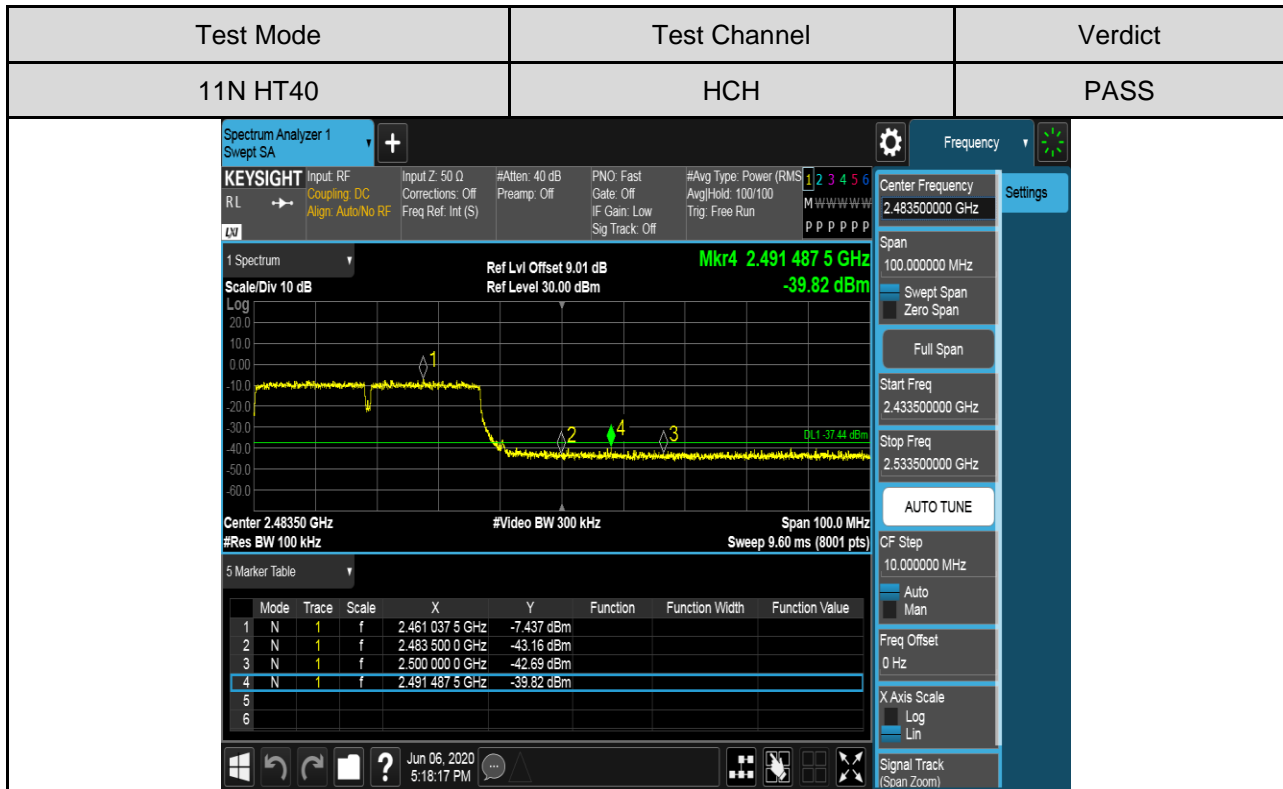 Test Mode Test Channel Verdict
11N HT40 HCH PASS
Spectrum Analyzer 1
Swept SA
Frequency
KEYSIGHT Input: RF Input Z: 50 Ω #Atten: 40 dB PNO: Fast #Avg Type: Power (RMS 1 2 3 4 5 6
RL Coupling: DC Corrections: Off Preamp: Off Gate: Off Avg|Hold: 100/100
Align: Auto/No RF Freq Ref: Int (S) IF Gain: Low Trig: Free Run M W W W W W
LXI Sig Track: Off P P P P P P
Center Frequency
2.483500000 GHz
Settings
1 Spectrum
Ref Lvl Offset 9.01 dB
Mkr4 2.491 487 5 GHz
Scale/Div 10 dB Ref Level 30.00 dBm -39.82 dBm
Log
20.0
10.0
0.00
-10.0
-20.0
-30.0
-40.0
-50.0
-60.0
1
2
4
3
DL1 -37.44 dBm
Center 2.48350 GHz #Video BW 300 kHz Span 100.0 MHz
#Res BW 100 kHz Sweep 9.60 ms (8001 pts)
Span
100.000000 MHz
Swept Span
Zero Span
Full Span
Start Freq
2.433500000 GHz
Stop Freq
2.533500000 GHz
AUTO TUNE
CF Step
10.000000 MHz
Auto
Man
Freq Offset
0 Hz
X Axis Scale
Log
Lin
Signal Track
(Span Zoom)
5 Marker Table
Mode Trace Scale X Y Function Function Width Function Value
1 N 1 f 2.461 037 5 GHz -7.437 dBm
2 N 1 f 2.483 500 0 GHz -43.16 dBm
3 N 1 f 2.500 000 0 GHz -42.69 dBm
4 N 1 f 2.491 487 5 GHz -39.82 dBm
5
6
? Jun 06, 2020
5:18:17 PM